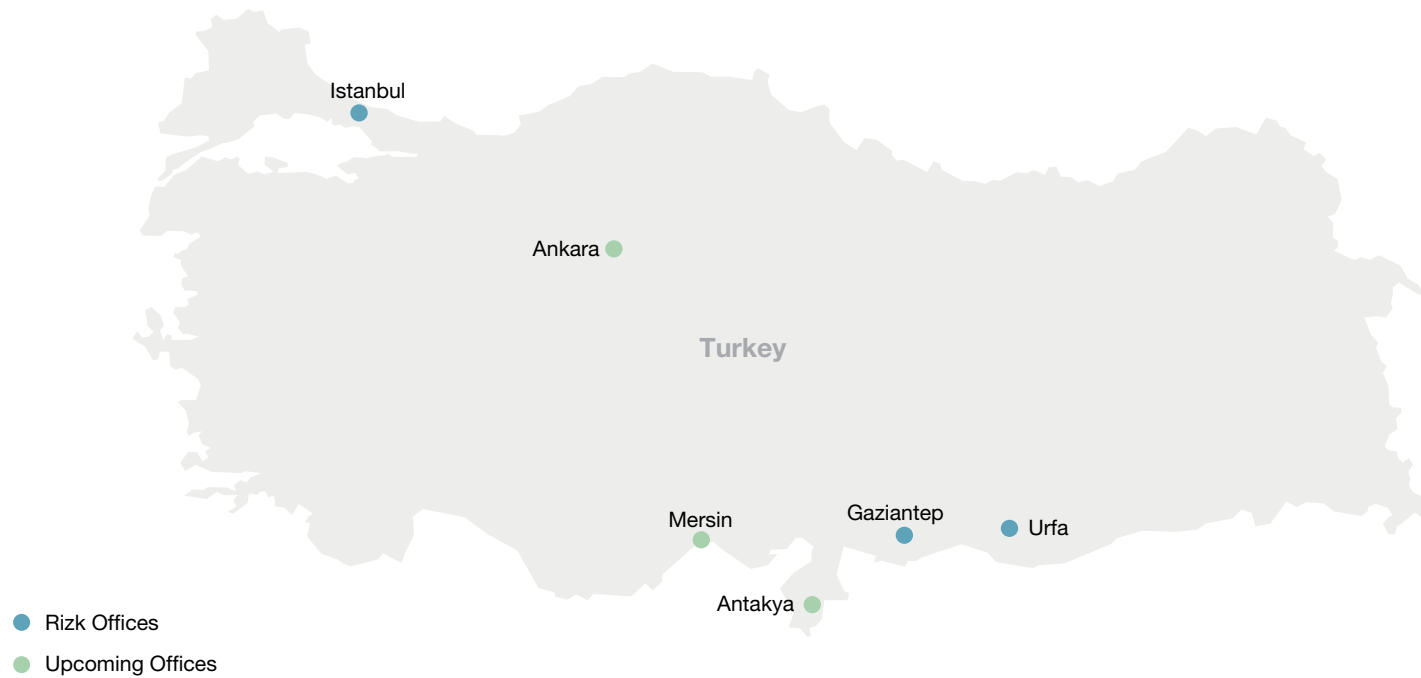 Istanbul
Ankara
Turkey
Gaziantep
Mersin
Urfa
Antakya
Rizk Offices
Upcoming Offices